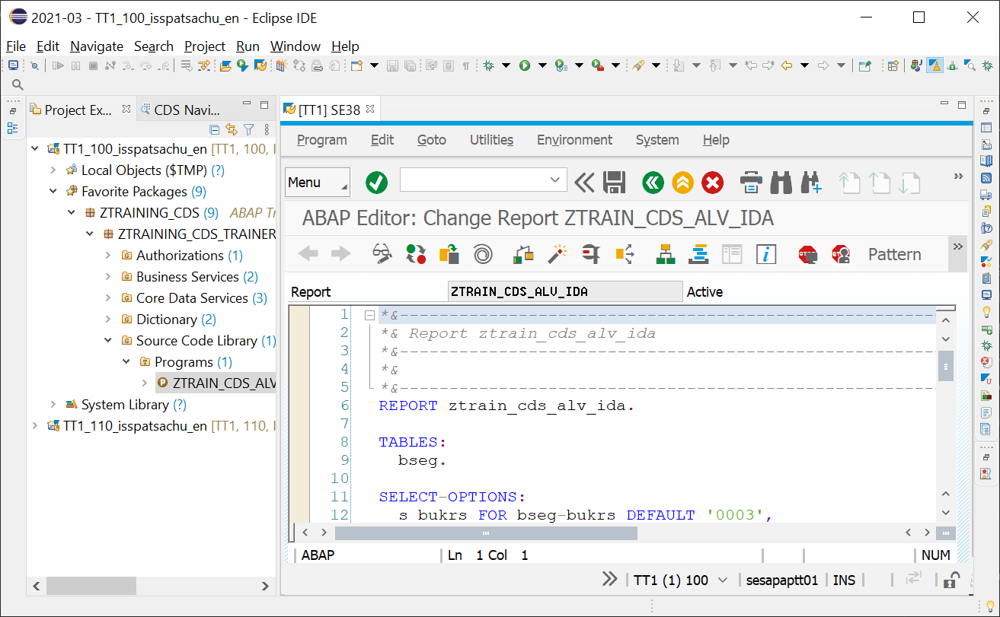 2021-03 - TT1_100_isspatsachu_en - Eclipse IDE
File Edit Navigate Search Project Run Window Help
Project Ex...
CDS Navi...
TT1_100_isspatsachu_en [TT1, 100, I
Local Objects ($TMP) (?)
Favorite Packages (9)
ZTRAINING_CDS (9) ABAP Tr
ZTRAINING_CDS_TRAINER
Authorizations (1)
Business Services (2)
Core Data Services (3)
Dictionary (2)
Source Code Library (1)
Programs (1)
ZTRAIN_CDS_ALV
System Library (?)
TT1_110_isspatsachu_en [TT1, 110, I
[TT1] SE38
Program Edit Goto Utilities Environment System Help
Menu
ABAP Editor: Change Report ZTRAIN_CDS_ALV_IDA
Pattern
Report ZTRAIN_CDS_ALV_IDA Active
1 *&---------------------------------------------------------
2 *& Report ztrain_cds_alv_ida
3 *&---------------------------------------------------------
4 *&
5 *&---------------------------------------------------------
6 REPORT ztrain_cds_alv_ida.
7
8 TABLES:
9 bseg.
10
11 SELECT-OPTIONS:
12 s_bukrs FOR bseg-bukrs DEFAULT '0003',
ABAP Ln 1 Col 1 NUM
TT1 (1) 100 sesapaptt01 INS